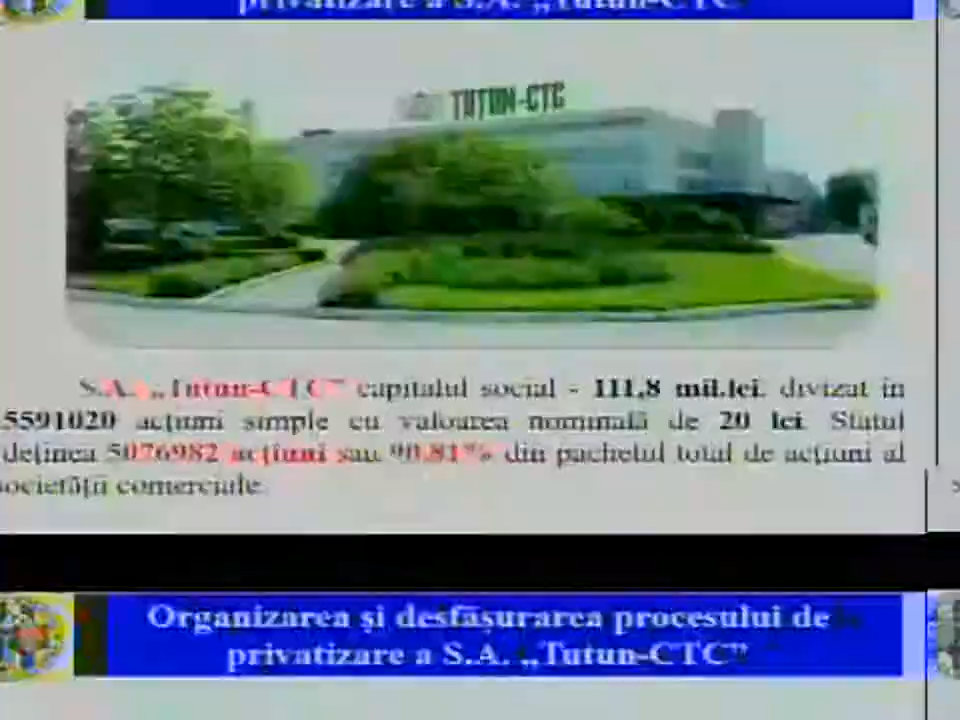 privatizare a S.A. „Tutun-CTC”
TUTUN-CTC
S.A. „Tutun-CTC” capitalul social - 111,8 mil.lei. divizat în
5591020 acțiuni simple cu valoarea nominală de 20 lei. Statul
deținea 5076982 acțiuni sau 90,81% din pachetul total de acțiuni al
societății comerciale.
Organizarea și desfășurarea procesului de
privatizare a S.A. „Tutun-CTC”